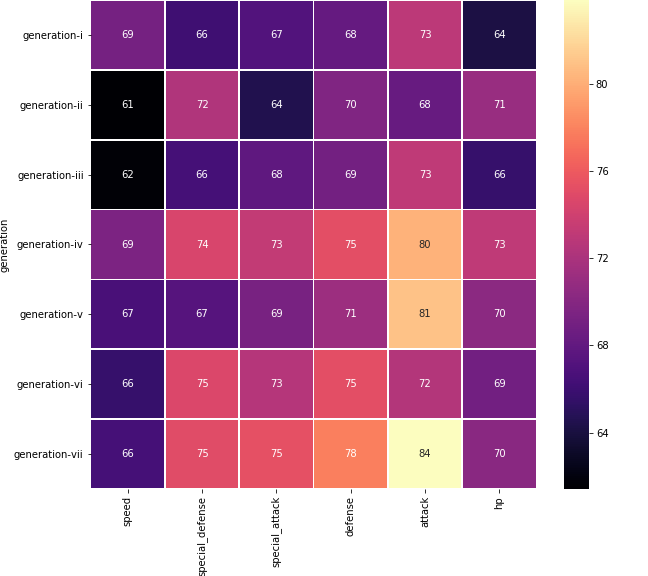 generation-i 69 66 67 68 73 64
generation-ii 61 72 64 70 68 71
generation-iii 62 66 68 69 73 66
generation-iv 69 74 73 75 80 73
generation-v 67 67 69 71 81 70
generation-vi 66 75 73 75 72 69
generation-vii 66 75 75 78 84 70
generation
speed
special_defense
special_attack
defense
attack
hp
80
76
72
68
64